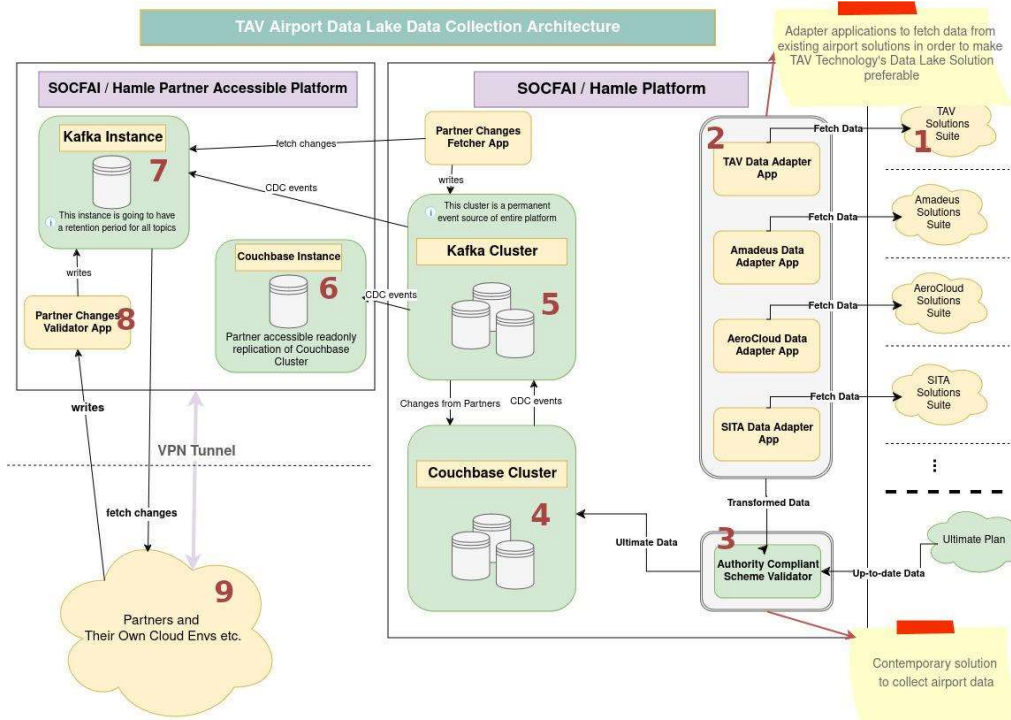 TAV Airport Data Lake Data Collection Architecture
Adapter applications to fetch data from
existing airport solutions in order to make
TAV Technology's Data Lake Solution
preferable
SOCFAI / Hamle Partner Accessible Platform
SOCFAI / Hamle Platform
Kafka Instance
7
This instance is going to have
a retention period for all topics
fetch changes
CDC events
Partner Changes
Fetcher App
writes
This cluster is a permanent
event source of entire platform
Kafka Cluster
5
Couchbase Instance
6
Partner accessible readonly
replication of Couchbase
Cluster
CDC events
writes
Partner Changes
Validator App
8
writes
VPN Tunnel
fetch changes
9
Partners and
Their Own Cloud Envs etc.
Changes from Partners
CDC events
Couchbase Cluster
4
Ultimate Data
2
TAV Data Adapter
App
Fetch Data
1
TAV
Solutions
Suite
Amadeus Data
Adapter App
Fetch Data
Amadeus
Solutions
Suite
AeroCloud Data
Adapter App
Fetch Data
AeroCloud
Solutions
Suite
SITA Data Adapter
App
Fetch Data
SITA
Solutions
Suite
Transformed Data
3
Authority Compliant
Scheme Validator
Up-to-date Data
Ultimate Plan
Contemporary solution
to collect airport data